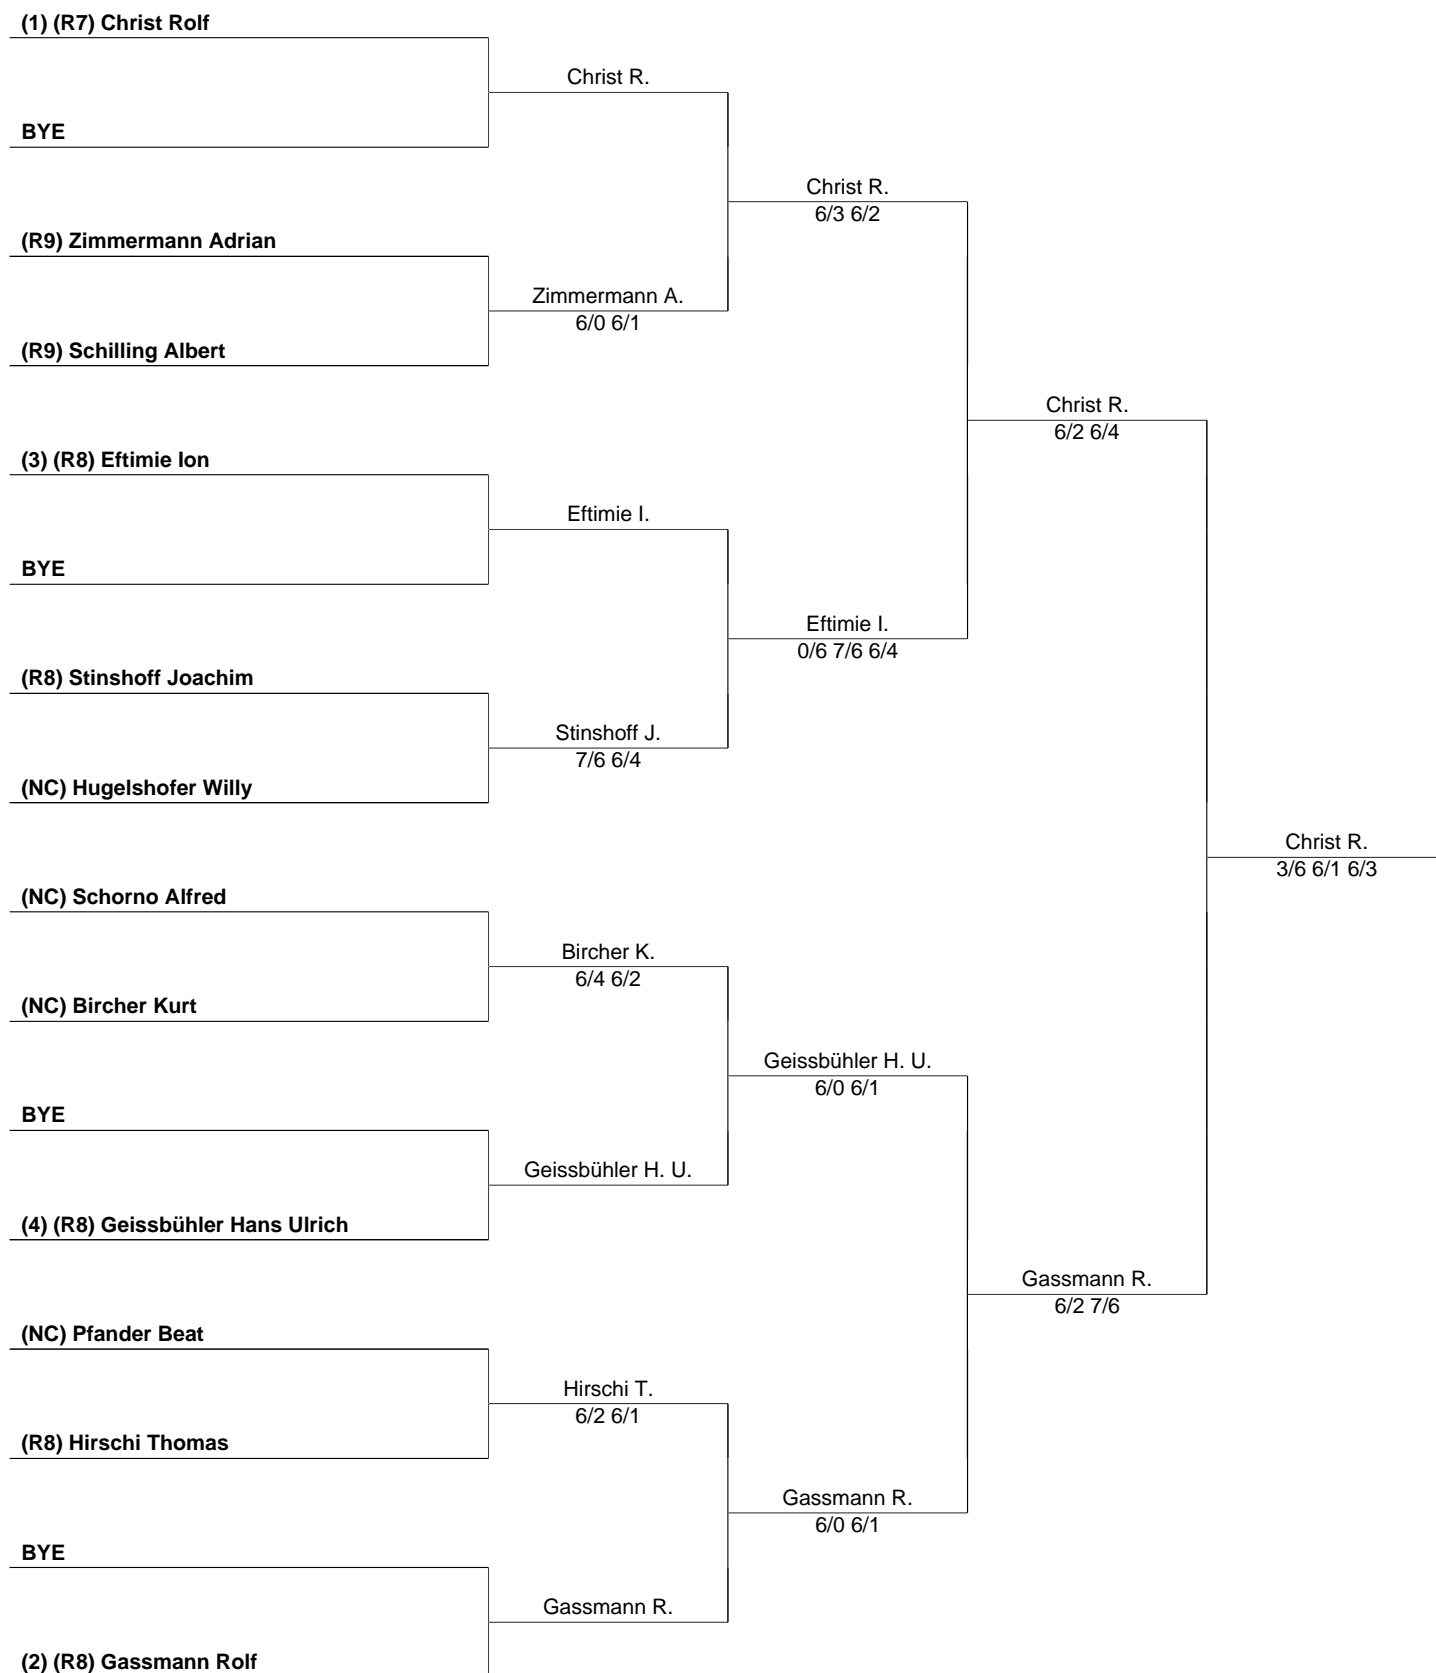 (1) (R7) Christ Rolf
Christ R.
BYE
Christ R.
6/3 6/2
(R9) Zimmermann Adrian
Zimmermann A.
6/0 6/1
(R9) Schilling Albert
Christ R.
6/2 6/4
(3) (R8) Eftimie Ion
Eftimie I.
BYE
Eftimie I.
0/6 7/6 6/4
(R8) Stinshoff Joachim
Stinshoff J.
7/6 6/4
(NC) Hugelshofer Willy
Christ R.
3/6 6/1 6/3
(NC) Schorno Alfred
Bircher K.
6/4 6/2
(NC) Bircher Kurt
Geissbühler H. U.
6/0 6/1
BYE
Geissbühler H. U.
(4) (R8) Geissbühler Hans Ulrich
Gassmann R.
6/2 7/6
(NC) Pfander Beat
Hirschi T.
6/2 6/1
(R8) Hirschi Thomas
Gassmann R.
6/0 6/1
BYE
Gassmann R.
(2) (R8) Gassmann Rolf